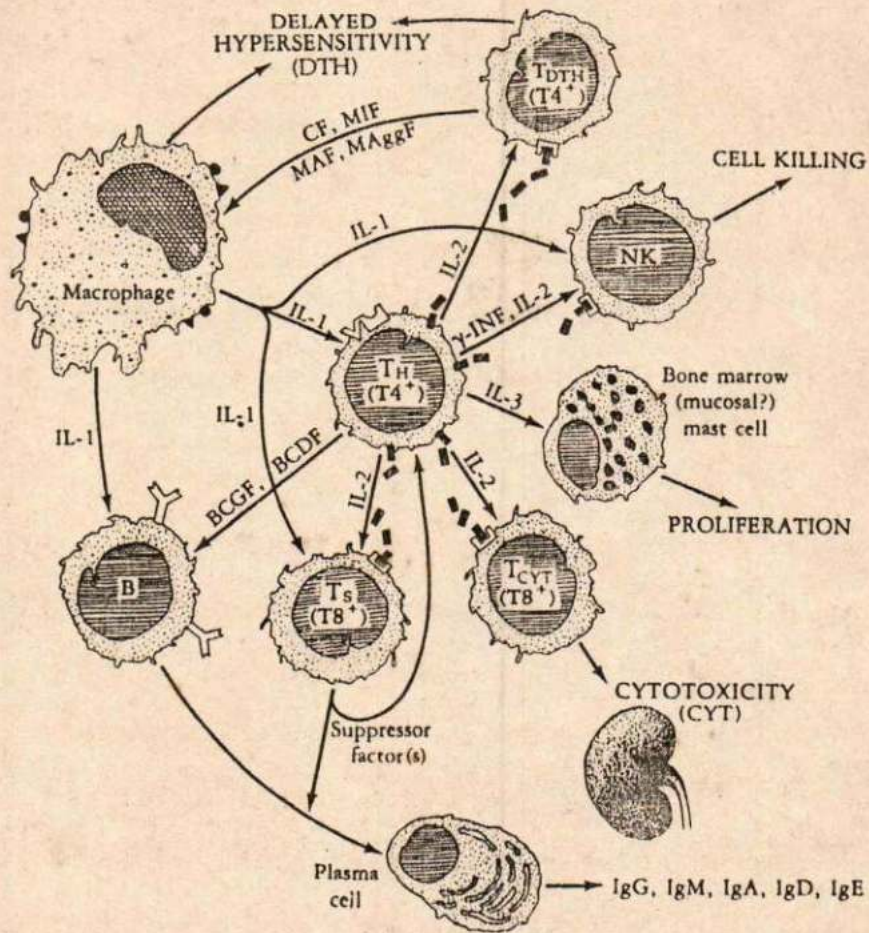 DELAYED
HYPERSENSITIVITY
(DTH)
TDTH
(T4+)
CF, MIF
MAF, MAggF
CELL KILLING
IL-1
IL-2
NK
Macrophage
IL-1
γ-INF, IL-2
TH
(T4+)
IL-3
Bone marrow
(mucosal?)
mast cell
IL-1
IL-1
BCGF, BCDF
IL-2
IL-2
PROLIFERATION
B
TS
(T8+)
TCYT
(T8+)
CYTOTOXICITY
(CYT)
Suppressor
factor(s)
Plasma
cell
IgG, IgM, IgA, IgD, IgE